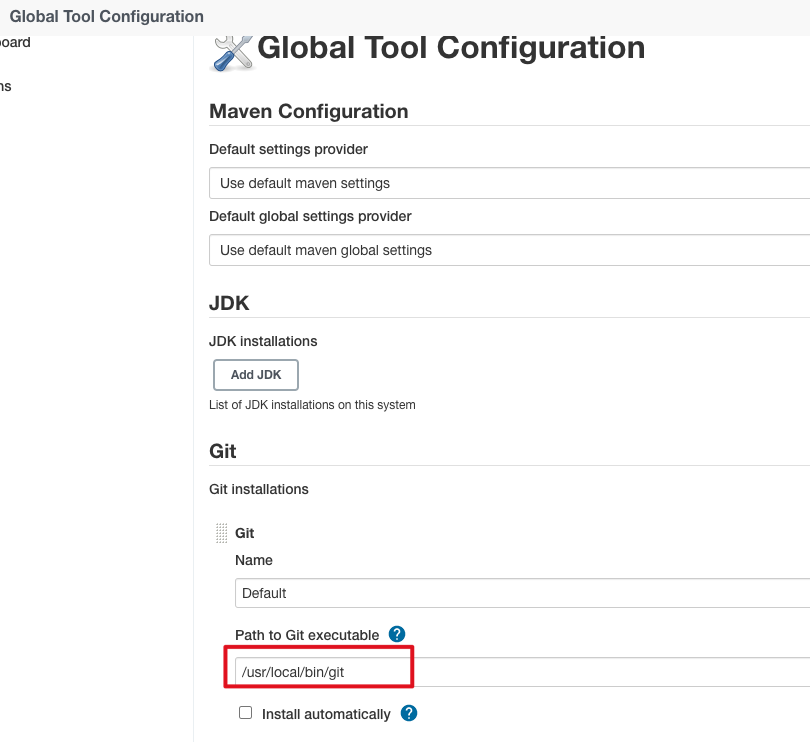 Global Tool Configuration
oard
Global Tool Configuration
ns
Maven Configuration
Default settings provider
Use default maven settings
Default global settings provider
Use default maven global settings
JDK
JDK installations
Add JDK
List of JDK installations on this system
Git
Git installations
Git
Name
Default
Path to Git executable ?
/usr/local/bin/git
Install automatically ?